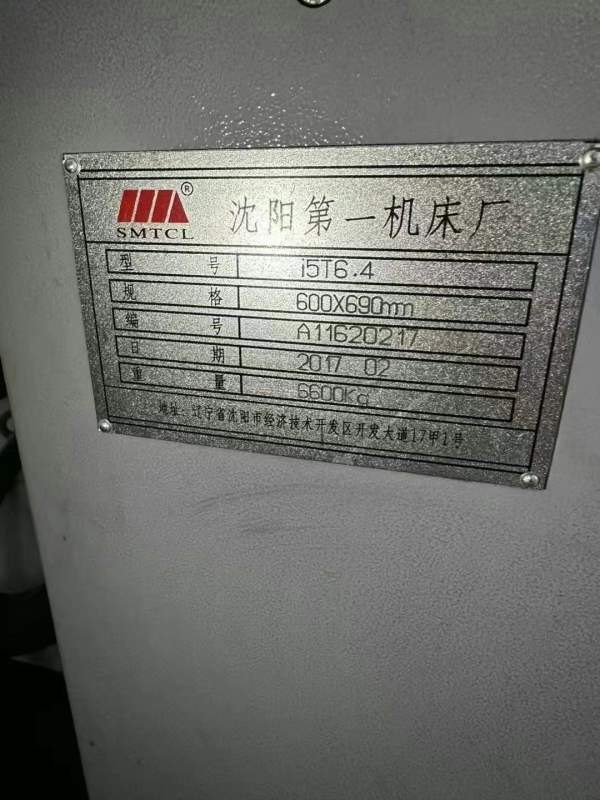 SMTCL ® 沈阳第一机床厂
型号 i5T6.4
规格 600X690mm
编号 A11620217
日期 2017 02
重量 6600Kg
地址:辽宁省沈阳市经济技术开发区开发大道17甲1号